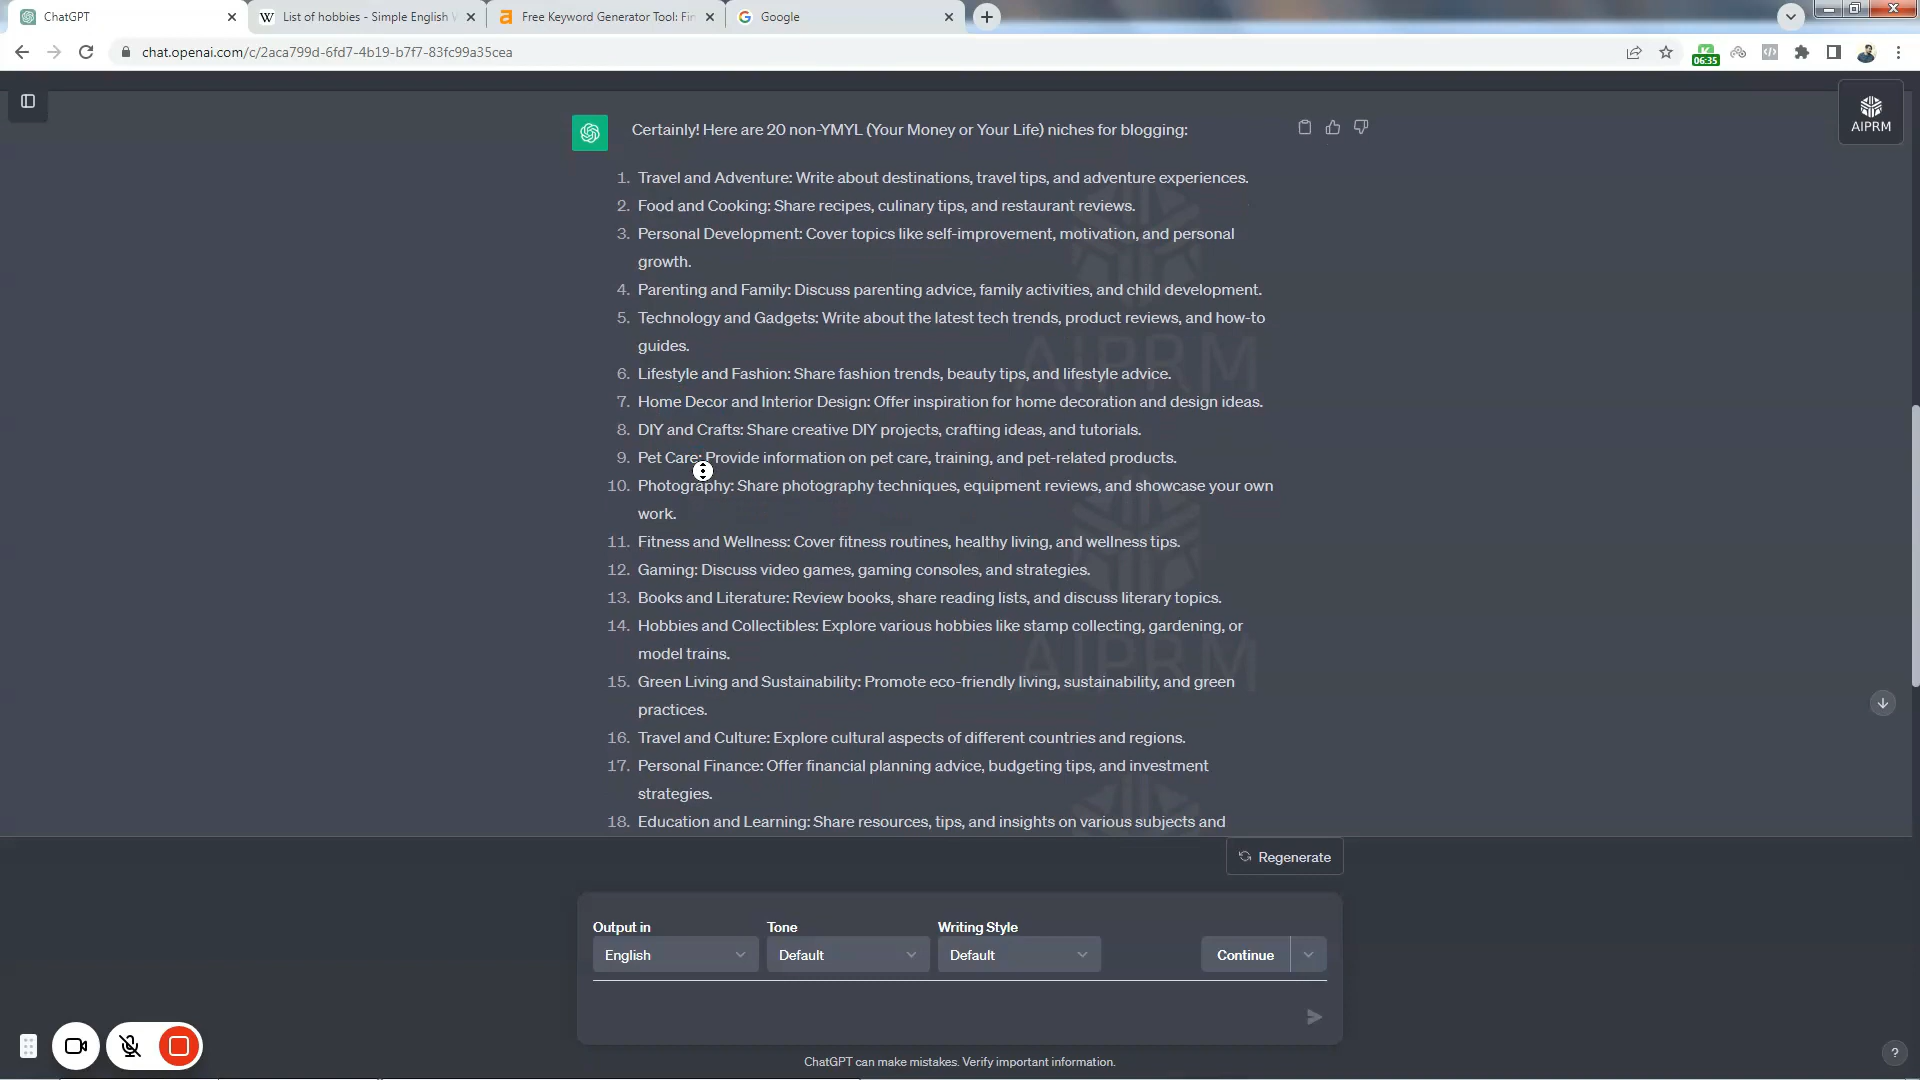 ChatGPT
List of hobbies - Simple English
Free Keyword Generator Tool: Fin
Google
chat.openai.com/c/2aca799d-6fd7-4b19-b7f7-83fc99a35cea
06:35
AIPRM
Certainly! Here are 20 non-YMYL (Your Money or Your Life) niches for blogging:
1. Travel and Adventure: Write about destinations, travel tips, and adventure experiences.
2. Food and Cooking: Share recipes, culinary tips, and restaurant reviews.
3. Personal Development: Cover topics like self-improvement, motivation, and personal
growth.
4. Parenting and Family: Discuss parenting advice, family activities, and child development.
5. Technology and Gadgets: Write about the latest tech trends, product reviews, and how-to
guides.
6. Lifestyle and Fashion: Share fashion trends, beauty tips, and lifestyle advice.
7. Home Decor and Interior Design: Offer inspiration for home decoration and design ideas.
8. DIY and Crafts: Share creative DIY projects, crafting ideas, and tutorials.
9. Pet Care: Provide information on pet care, training, and pet-related products.
10. Photography: Share photography techniques, equipment reviews, and showcase your own
work.
11. Fitness and Wellness: Cover fitness routines, healthy living, and wellness tips.
12. Gaming: Discuss video games, gaming consoles, and strategies.
13. Books and Literature: Review books, share reading lists, and discuss literary topics.
14. Hobbies and Collectibles: Explore various hobbies like stamp collecting, gardening, or
model trains.
15. Green Living and Sustainability: Promote eco-friendly living, sustainability, and green
practices.
16. Travel and Culture: Explore cultural aspects of different countries and regions.
17. Personal Finance: Offer financial planning advice, budgeting tips, and investment
strategies.
18. Education and Learning: Share resources, tips, and insights on various subjects and
AIPRM
AIPRM
Regenerate
Output in
Tone
Writing Style
English
Default
Default
Continue
ChatGPT can make mistakes. Verify important information.
?